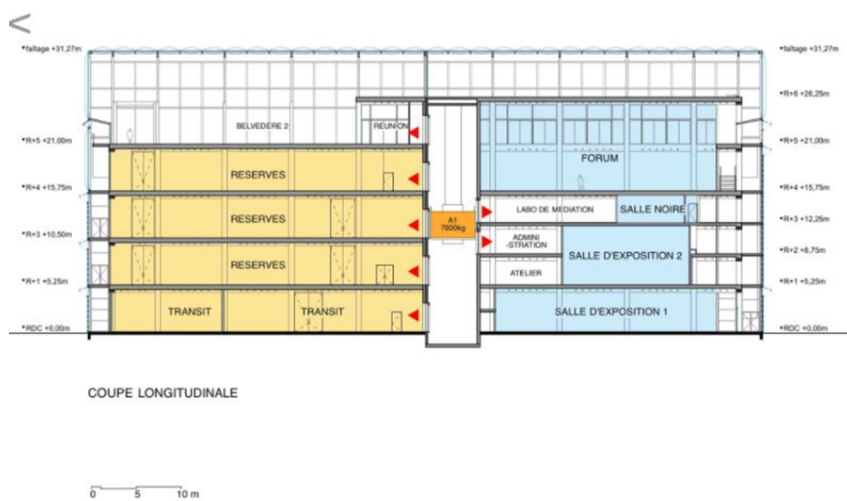 *faîtage +31,27m
*faîtage +31,27m
*R+6 +26,25m
BELVEDERE 2
REUNION
*R+5 +21,00m
*R+5 +21,00m
FORUM
RESERVES
*R+4 +15,75m
*R+4 +15,75m
RESERVES
LABO DE MEDIATION
SALLE NOIRE
A1
7600kg
*R+3 +10,50m
*R+3 +12,25m
ADMINI
-STRATION
*R+2 +8,75m
SALLE D'EXPOSITION 2
RESERVES
ATELIER
*R+1 +5,25m
*R+1 +5,25m
TRANSIT
TRANSIT
SALLE D'EXPOSITION 1
*RDC +0,00m
*RDC +0,00m
COUPE LONGITUDINALE
0 5 10 m